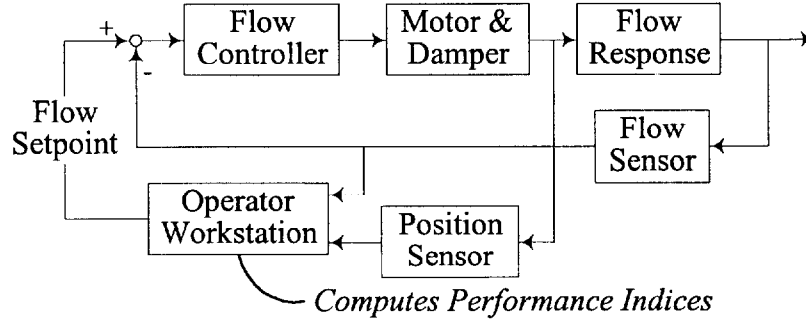 +
-
Flow
Controller
Motor &
Damper
Flow
Response
Flow
Setpoint
Flow
Sensor
Operator
Workstation
Position
Sensor
Computes Performance Indices